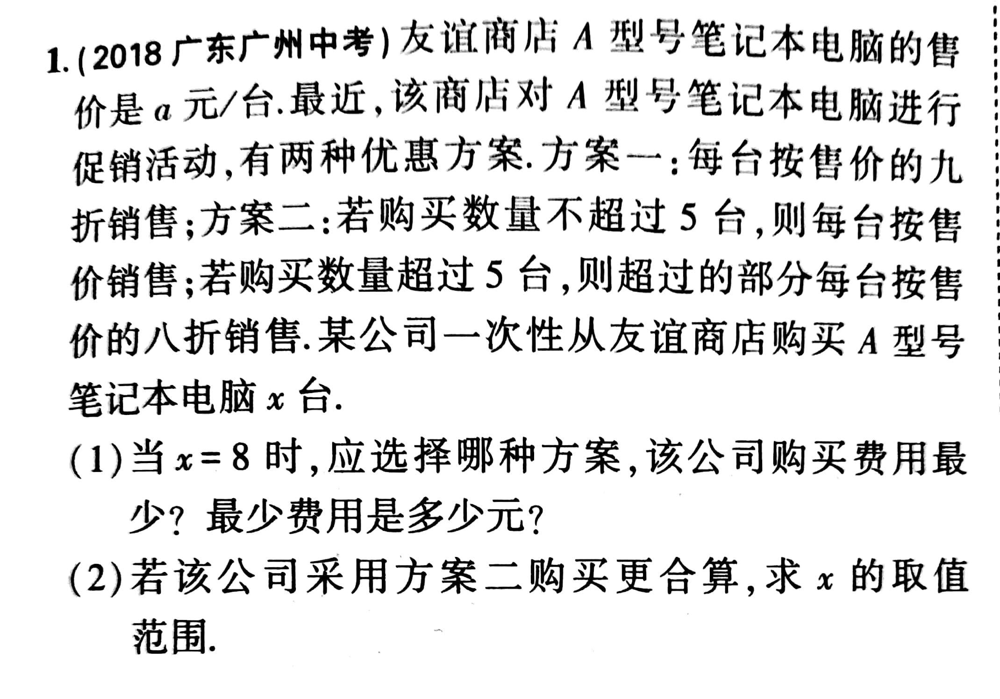 1.(2018广东广州中考)友谊商店 A 型号笔记本电脑的售
价是 a 元/台.最近,该商店对 A 型号笔记本电脑进行
促销活动,有两种优惠方案.方案一:每台按售价的九
折销售;方案二:若购买数量不超过 5 台,则每台按售
价销售;若购买数量超过 5 台,则超过的部分每台按售
价的八折销售.某公司一次性从友谊商店购买 A 型号
笔记本电脑 x 台.
(1)当 x=8 时,应选择哪种方案,该公司购买费用最
少?最少费用是多少元?
(2)若该公司采用方案二购买更合算,求 x 的取值
范围.